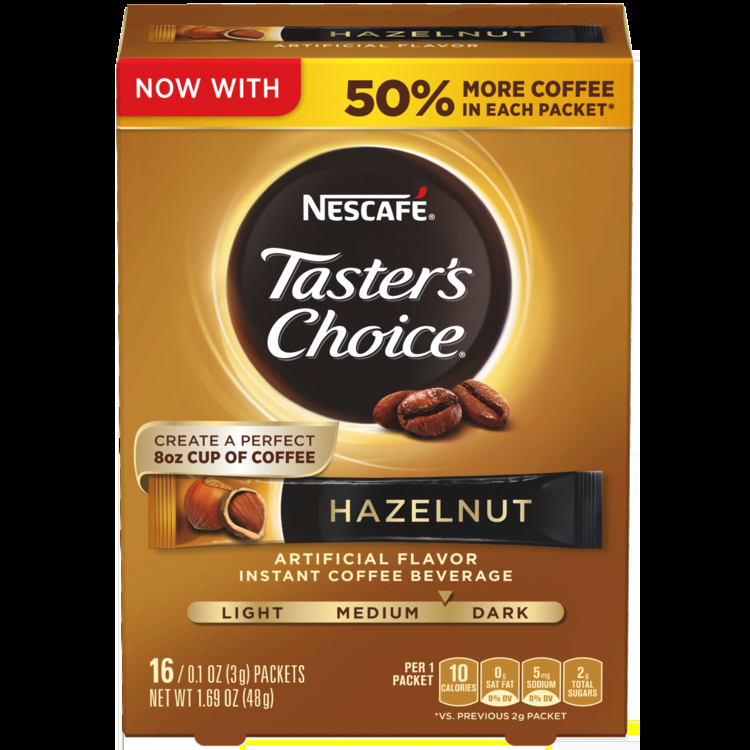 HAZELNUT
ARTIFICIAL FLAVOR
NOW WITH
50% MORE COFFEE
IN EACH PACKET*
NESCAFÉ®
Taster's
Choice®
CREATE A PERFECT
8oz CUP OF COFFEE
HAZELNUT
ARTIFICIAL FLAVOR
INSTANT COFFEE BEVERAGE
LIGHT MEDIUM DARK
16 / 0.1 OZ (3g) PACKETS
NET WT 1.69 OZ (48g)
PER 1
PACKET
10
CALORIES
0g
SAT FAT
0% DV
5mg
SODIUM
0% DV
2g
TOTAL
SUGARS
*VS. PREVIOUS 2g PACKET